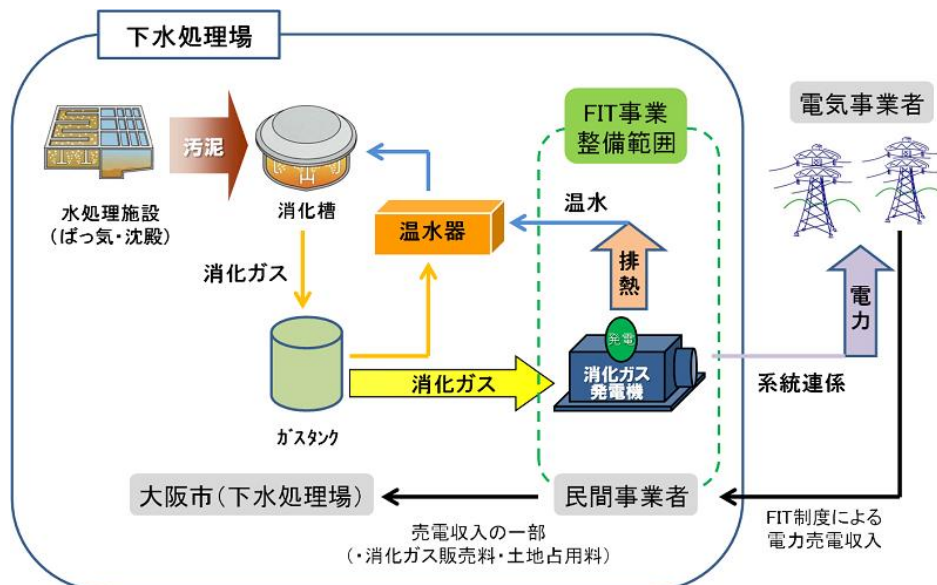 下水処理場
FIT事業
整備範囲
電気事業者
汚泥
水処理施設
（ばっ気・沈殿）
消化槽
温水器
温水
排熱
電力
消化ガス
発電
消化ガス
発電機
消化ガス
系統連係
ガスタンク
大阪市（下水処理場）
民間事業者
売電収入の一部
（・消化ガス販売料・土地占用料）
FIT制度による
電力売電収入